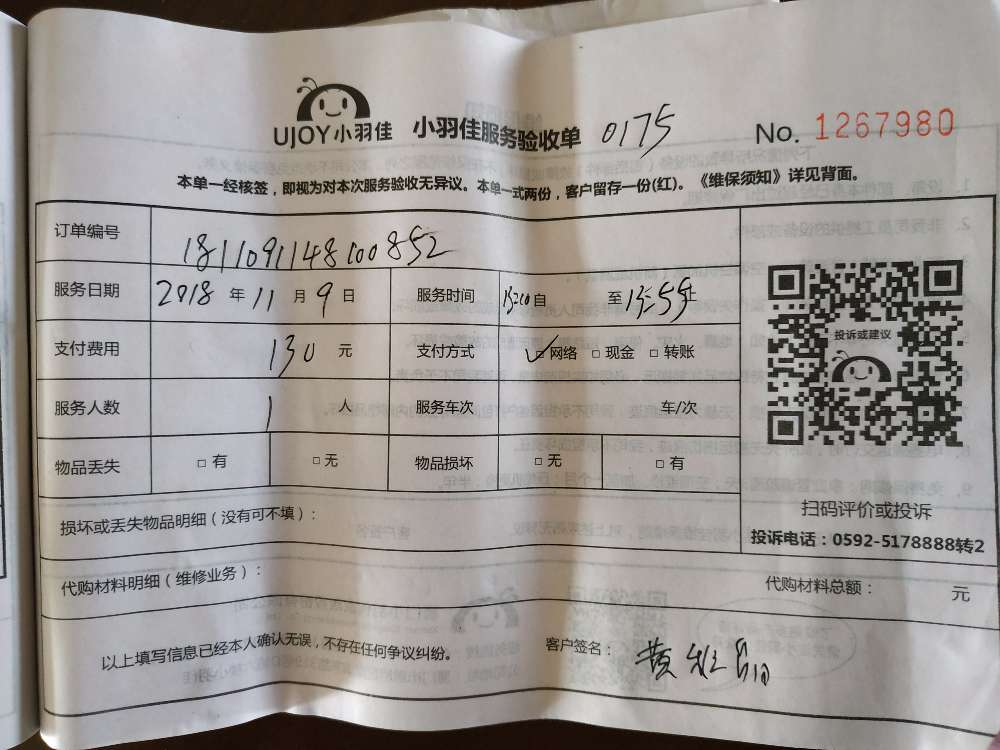 UJOY小羽佳 小羽佳服务验收单 0175 No. 1267980
本单一经核签，即视为对本次服务验收无异议。本单一式两份，客户留存一份(红)。《维保须知》详见背面。
订单编号 1811091148100852
服务日期 2018 年 11 月 9 日 服务时间 自 至 止
支付费用 130 元 支付方式 ✓□网络 □现金 □转账
服务人数 1 人 服务车次 车/次
物品丢失 □有 □无 物品损坏 □无 □有
投诉或建议
扫码评价或投诉
投诉电话：0592-5178888转2
损坏或丢失物品明细（没有可不填）：
代购材料明细（维修业务）： 代购材料总额： 元
以上填写信息已经本人确认无误，不存在任何争议纠纷。 客户签名： 黄